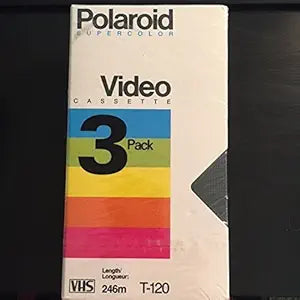 Polaroid
SUPERCOLOR
Video
CASSETTE
3 Pack
Length/
Longueur:
VHS 246m T-120